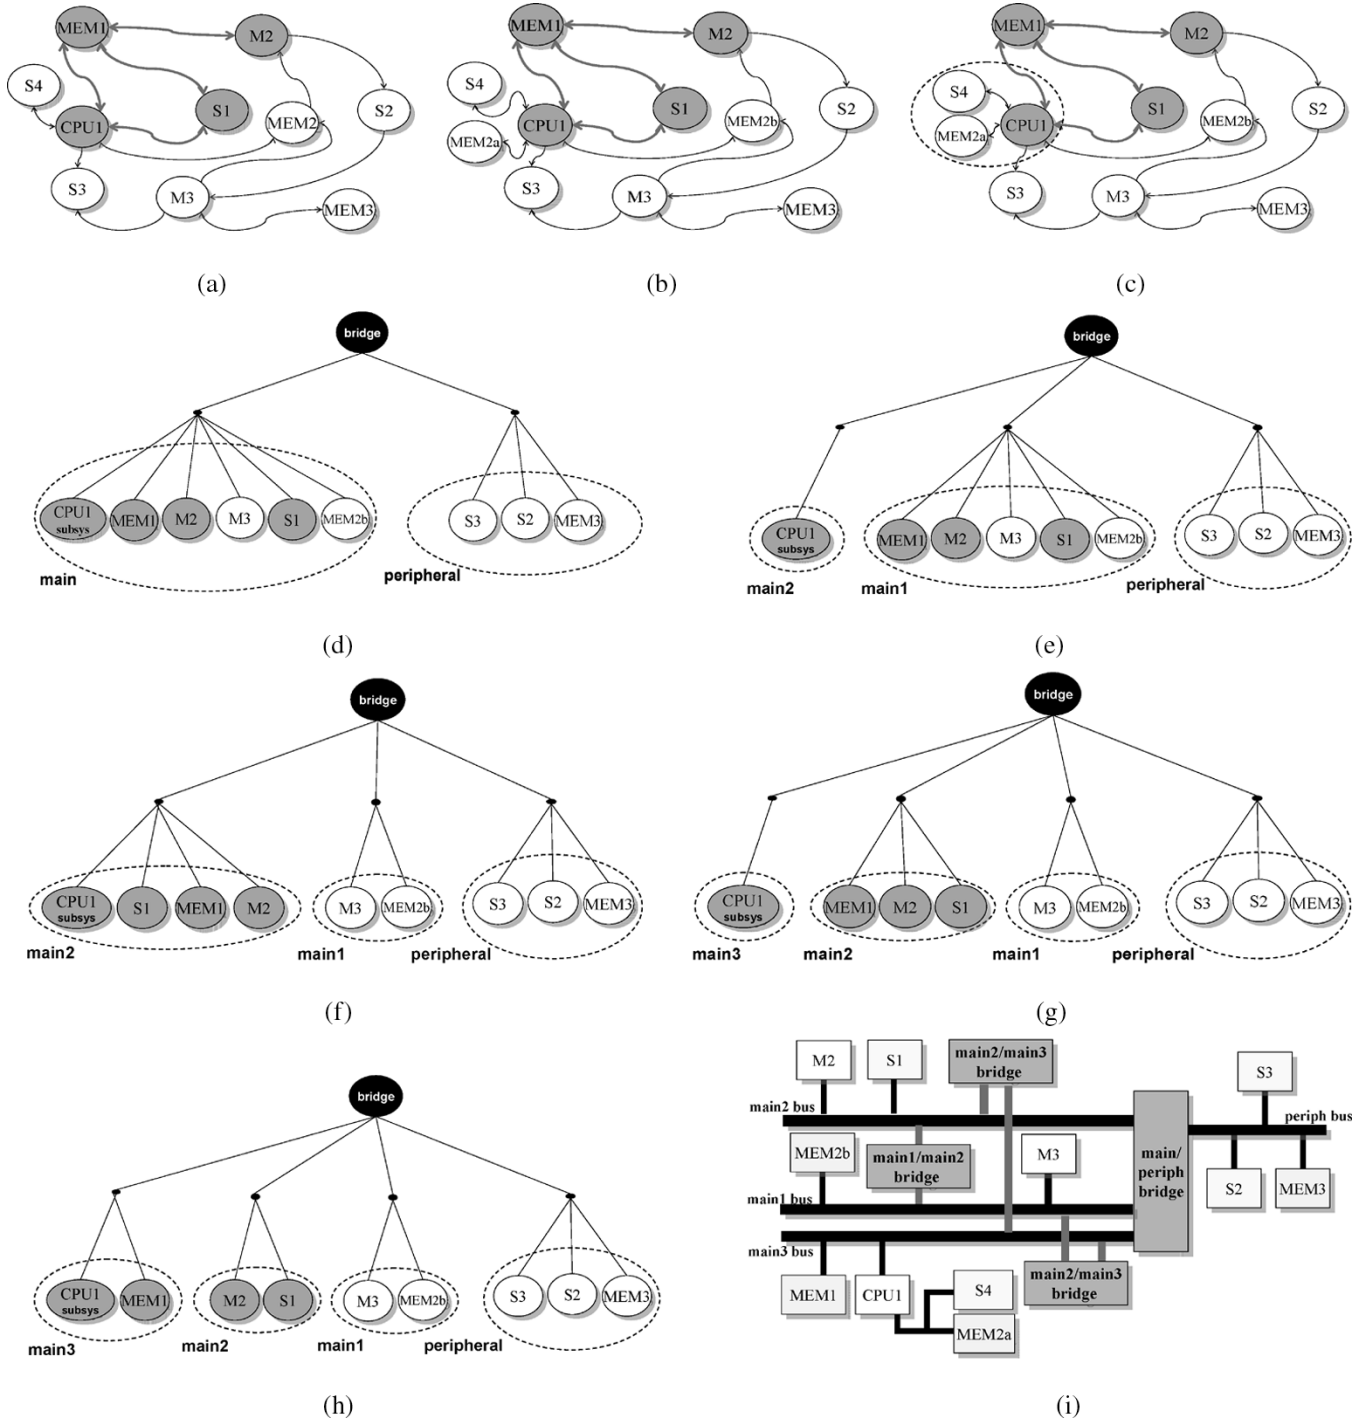 MEM1
M2
S4
S1
CPU1
MEM2
S2
S3
M3
MEM3
(a)
MEM1
M2
S4
S1
CPU1
MEM2b
S2
MEM2a
S3
M3
MEM3
(b)
MEM1
M2
S4
S1
CPU1
MEM2b
S2
MEM2a
S3
M3
MEM3
(c)
bridge
CPU1
subsys
MEM1
M2
M3
S1
MEM2b
S3
S2
MEM3
main
peripheral
(d)
bridge
CPU1
subsys
MEM1
M2
M3
S1
MEM2b
S3
S2
MEM3
main2
main1
peripheral
(e)
bridge
CPU1
subsys
S1
MEM1
M2
M3
MEM2b
S3
S2
MEM3
main2
main1
peripheral
(f)
bridge
CPU1
subsys
MEM1
M2
S1
M3
MEM2b
S3
S2
MEM3
main3
main2
main1
peripheral
(g)
bridge
CPU1
subsys
MEM1
M2
S1
M3
MEM2b
S3
S2
MEM3
main3
main2
main1
peripheral
(h)
M2
S1
main2/main3
bridge
S3
main2 bus
periph bus
MEM2b
main1/main2
bridge
M3
main/
periph
bridge
S2
MEM3
main1 bus
main3 bus
MEM1
CPU1
S4
MEM2a
main2/main3
bridge
(i)